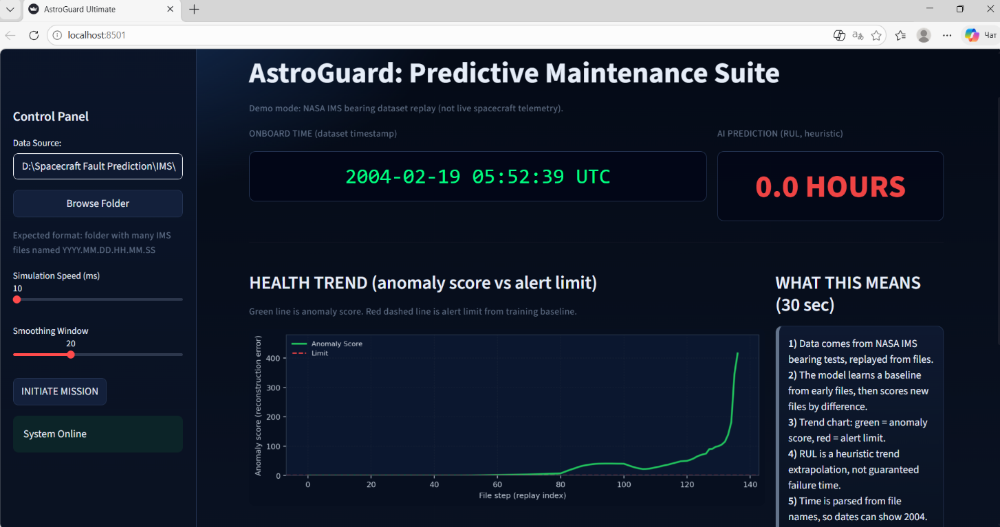 AstroGuard Ultimate
localhost:8501
Чат
Control Panel
Data Source:
D:\Spacecraft Fault Prediction\IMS\
Browse Folder
Expected format: folder with many IMS
files named YYYY.MM.DD.HH.MM.SS
Simulation Speed (ms)
10
Smoothing Window
20
INITIATE MISSION
System Online
AstroGuard: Predictive Maintenance Suite
Demo mode: NASA IMS bearing dataset replay (not live spacecraft telemetry).
ONBOARD TIME (dataset timestamp)
2004-02-19 05:52:39 UTC
AI PREDICTION (RUL, heuristic)
0.0 HOURS
HEALTH TREND (anomaly score vs alert limit)
Green line is anomaly score. Red dashed line is alert limit from training baseline.
Anomaly score (reconstruction error)
400
300
200
100
0
Anomaly Score
Limit
0 20 40 60 80 100 120 140
File step (replay index)
WHAT THIS MEANS
(30 sec)
1) Data comes from NASA IMS
bearing tests, replayed from files.
2) The model learns a baseline
from early files, then scores new
files by difference.
3) Trend chart: green = anomaly
score, red = alert limit.
4) RUL is a heuristic trend
extrapolation, not guaranteed
failure time.
5) Time is parsed from file
names, so dates can show 2004.